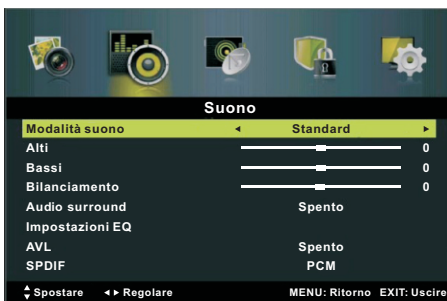 Suono
Modalità suono Standard
Alti 0
Bassi 0
Bilanciamento 0
Audio surround Spento
Impostazioni EQ
AVL Spento
SPDIF PCM
Spostare Regolare MENU: Ritorno EXIT: Uscire